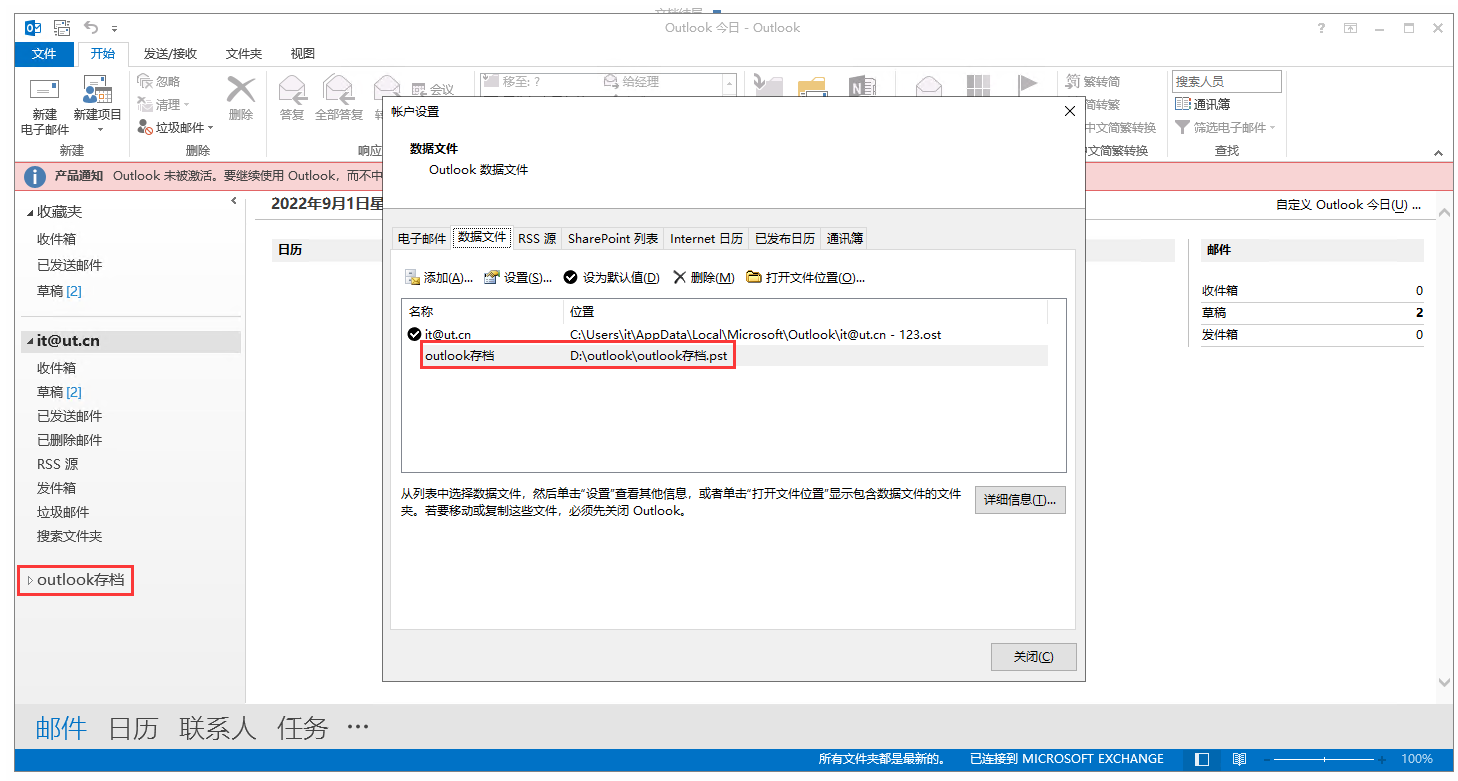 Outlook 今日 - Outlook
文件 开始 发送/接收 文件夹 视图
新建
电子邮件
新建项目
新建
忽略
清理
垃圾邮件
删除
删除
答复 全部答复
会议
响应
移至: ?
给经理
繁转简
简转繁
中文简繁转换
中文简繁转换
搜索人员
通讯簿
筛选电子邮件
查找
产品通知 Outlook 未被激活。要继续使用 Outlook，而不中
收藏夹
收件箱
已发送邮件
草稿 [2]
it@ut.cn
收件箱
草稿 [2]
已发送邮件
已删除邮件
RSS 源
发件箱
垃圾邮件
搜索文件夹
outlook存档
2022年9月1日星
自定义 Outlook 今日(U) ...
日历
邮件
收件箱 0
草稿 2
发件箱 0
帐户设置
数据文件
Outlook 数据文件
电子邮件 数据文件 RSS 源 SharePoint 列表 Internet 日历 已发布日历 通讯簿
添加(A)... 设置(S)... 设为默认值(D) 删除(M) 打开文件位置(O)...
名称 位置
it@ut.cn C:\Users\it\AppData\Local\Microsoft\Outlook\it@ut.cn - 123.ost
outlook存档 D:\outlook\outlook存档.pst
从列表中选择数据文件，然后单击“设置”查看其他信息，或者单击“打开文件位置”显示包含数据文件的文件
夹。若要移动或复制这些文件，必须先关闭 Outlook。
详细信息(T)...
关闭(C)
邮件 日历 联系人 任务 ···
所有文件夹都是最新的。 已连接到 MICROSOFT EXCHANGE 100%